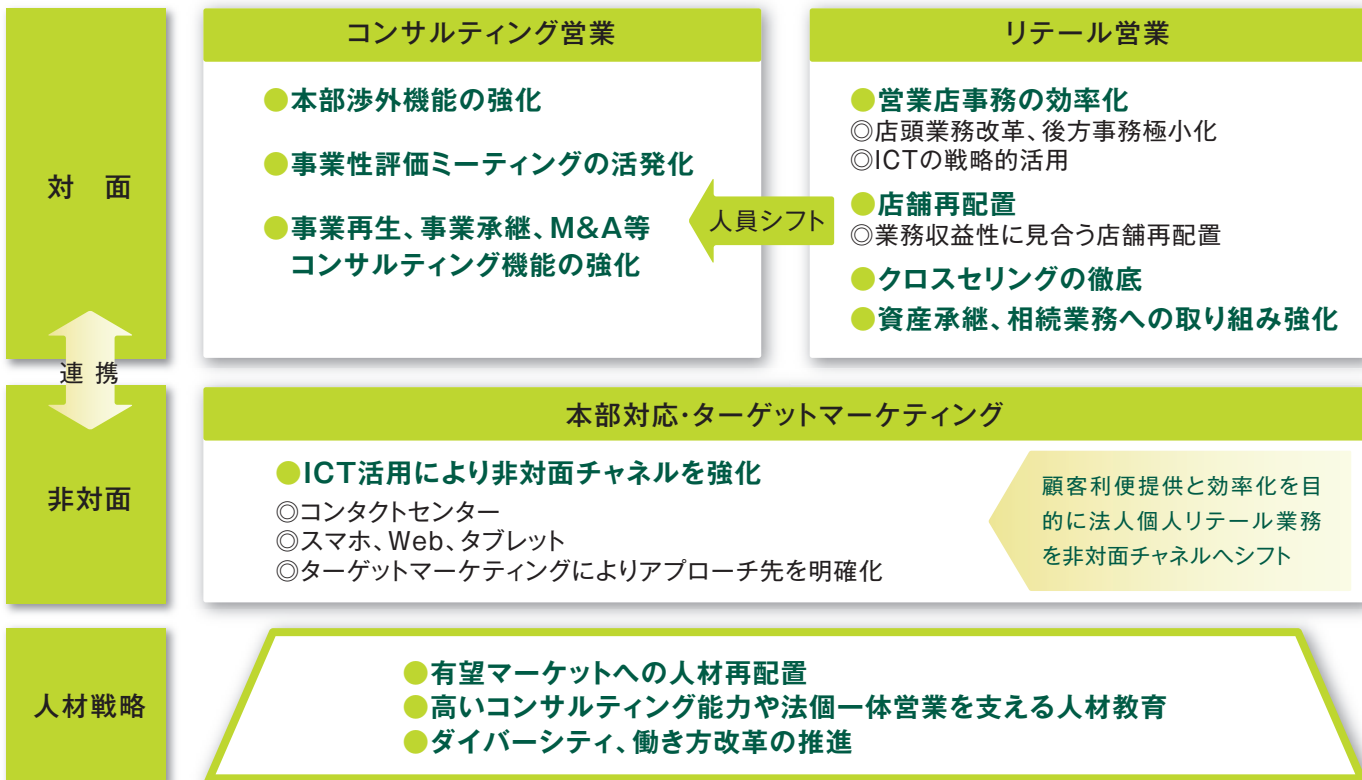 対　面
コンサルティング営業
●本部渉外機能の強化
●事業性評価ミーティングの活発化
●事業再生、事業承継、M&A等
コンサルティング機能の強化
人員シフト
リテール営業
●営業店事務の効率化
◎店頭業務改革、後方事務極小化
◎ICTの戦略的活用
●店舗再配置
◎業務収益性に見合う店舗再配置
●クロスセリングの徹底
●資産承継、相続業務への取り組み強化
連 携
非対面
本部対応・ターゲットマーケティング
●ICT活用により非対面チャネルを強化
◎コンタクトセンター
◎スマホ、Web、タブレット
◎ターゲットマーケティングによりアプローチ先を明確化
顧客利便提供と効率化を目
的に法人個人リテール業務
を非対面チャネルへシフト
人材戦略
●有望マーケットへの人材再配置
●高いコンサルティング能力や法個一体営業を支える人材教育
●ダイバーシティ、働き方改革の推進